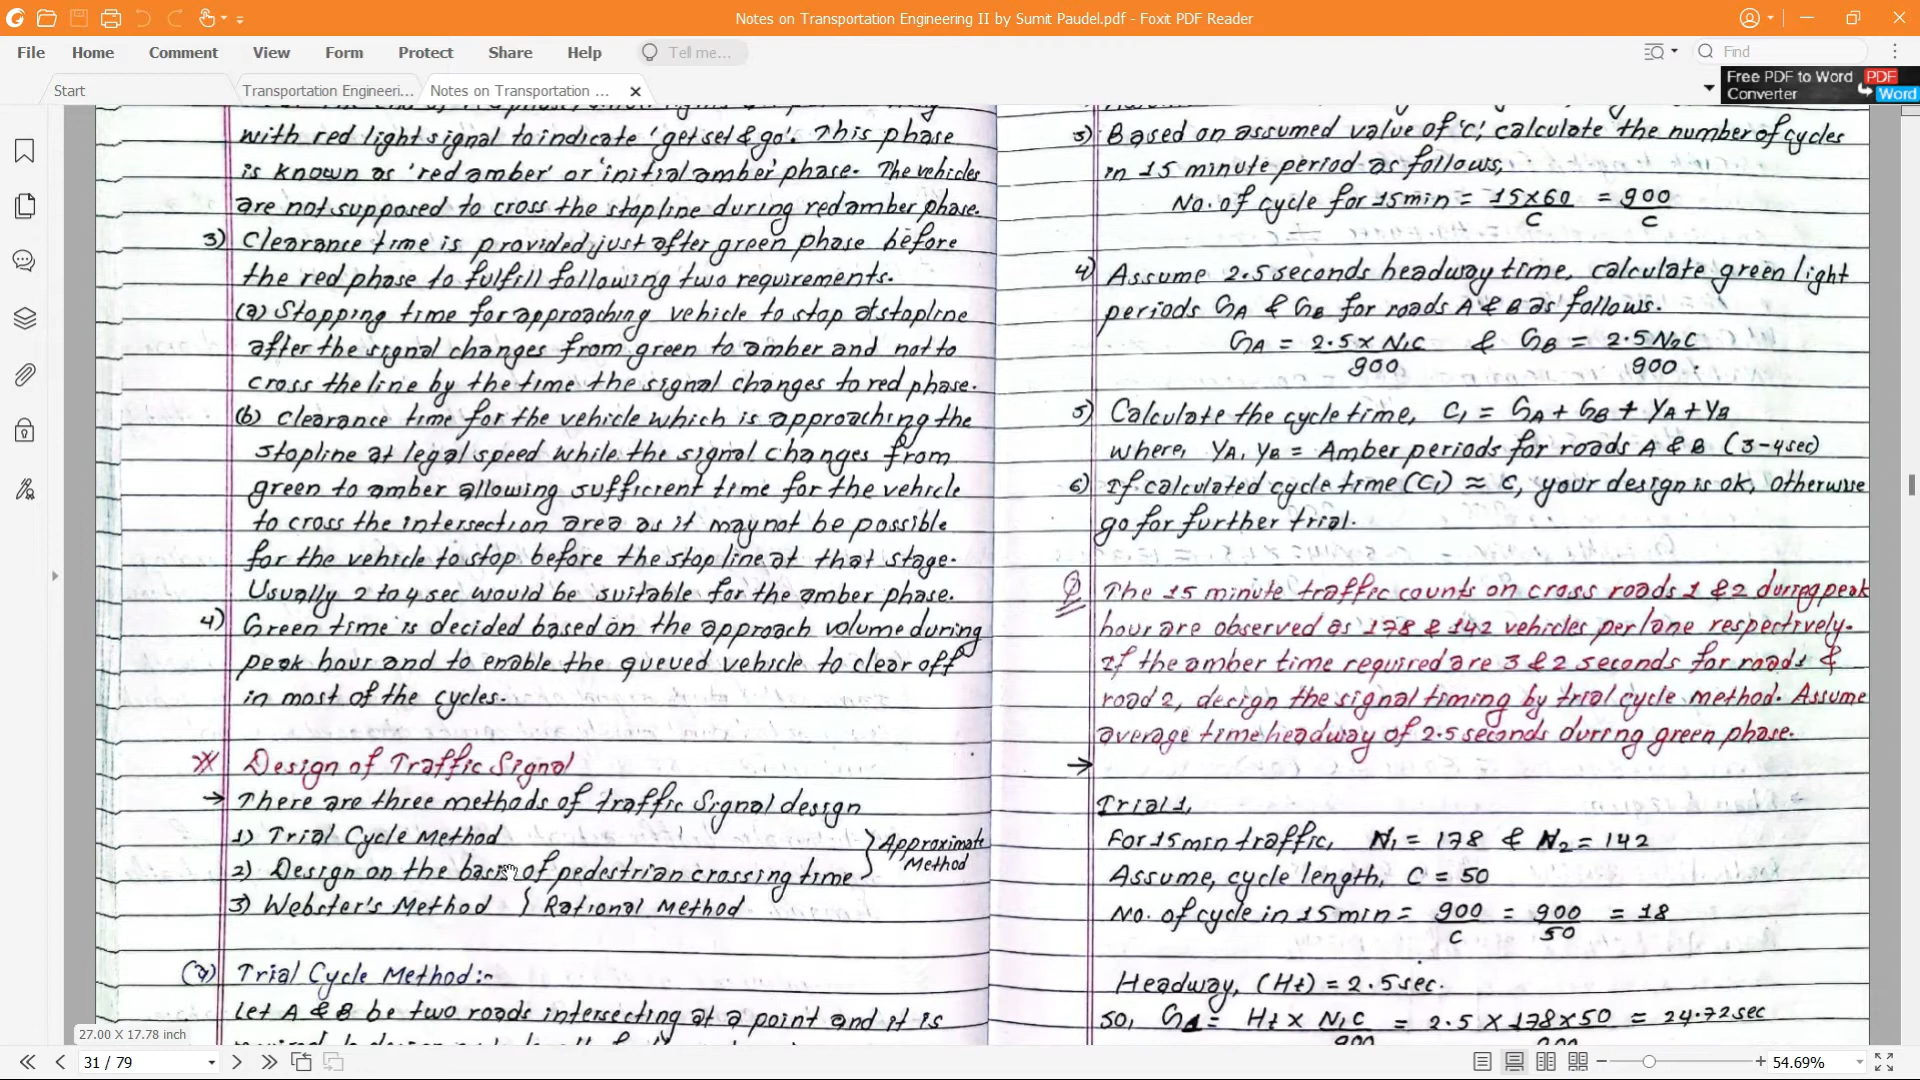 Notes on Transportation Engineering II by Sumit Paudel.pdf - Foxit PDF Reader
File Home Comment View Form Protect Share Help Tell me... Find
Start Transportation Engineeri... Notes on Transportation ...
Free PDF to Word Converter PDF Word
with red light signal to indicate 'get set & go'. This phase
is known as 'red amber' or 'initial amber' phase. The vehicles
are not supposed to cross the stopline during red amber phase.
3) Clearance time is provided just after green phase before
the red phase to fulfill following two requirements.
(a) Stopping time for approaching vehicle to stop at stopline
after the signal changes from green to amber and not to
cross the line by the time the signal changes to red phase.
(b) clearance time for the vehicle which is approaching the
stopline at legal speed while the signal changes from
green to amber allowing sufficient time for the vehicle
to cross the intersection area as it may not be possible
for the vehicle to stop before the stop line at that stage.
Usually 2 to 4 sec would be suitable for the amber phase.
4) Green time is decided based on the approach volume during
peak hour and to enable the queued vehicle to clear off
in most of the cycles.
Design of Traffic Signal
→ There are three methods of traffic Signal design
1) Trial Cycle Method
2) Design on the basis of pedestrian crossing time } Approximate Method
3) Webster's Method } Rational Method
Trial Cycle Method:-
Let A & B be two roads intersecting at a point and it is
3) Based on assumed value of 'C', calculate the number of cycles
in 15 minute period as follows,
No. of cycle for 15 min = 15x60/C = 900/C
4) Assume 2.5 seconds headway time, calculate green light
periods GA & GB for roads A & B as follows.
GA = 2.5 x N1C/900 & GB = 2.5 N2C/900.
5) Calculate the cycle time, C1 = GA + GB + YA + YB
where, YA, YB = Amber periods for roads A & B (3-4 sec)
6) If calculated cycle time (C1) ≈ C, your design is ok, otherwise
go for further trial.
Q The 15 minute traffic counts on cross roads 1 & 2 during peak
hour are observed as 178 & 142 vehicles per lane respectively.
If the amber time required are 3 & 2 seconds for road 1 &
road 2, design the signal timing by trial cycle method. Assume
average time headway of 2.5 seconds during green phase.
→
Trial 1,
For 15 min traffic, N1 = 178 & N2 = 142
Assume, cycle length, C = 50
No. of cycle in 15 min = 900/C = 900/50 = 18
Headway, (Ht) = 2.5 sec.
So, G1 = Ht x N1C/900 = 2.5 x 178 x 50/900 = 24.72 sec
27.00 X 17.78 inch
31 / 79
54.69%